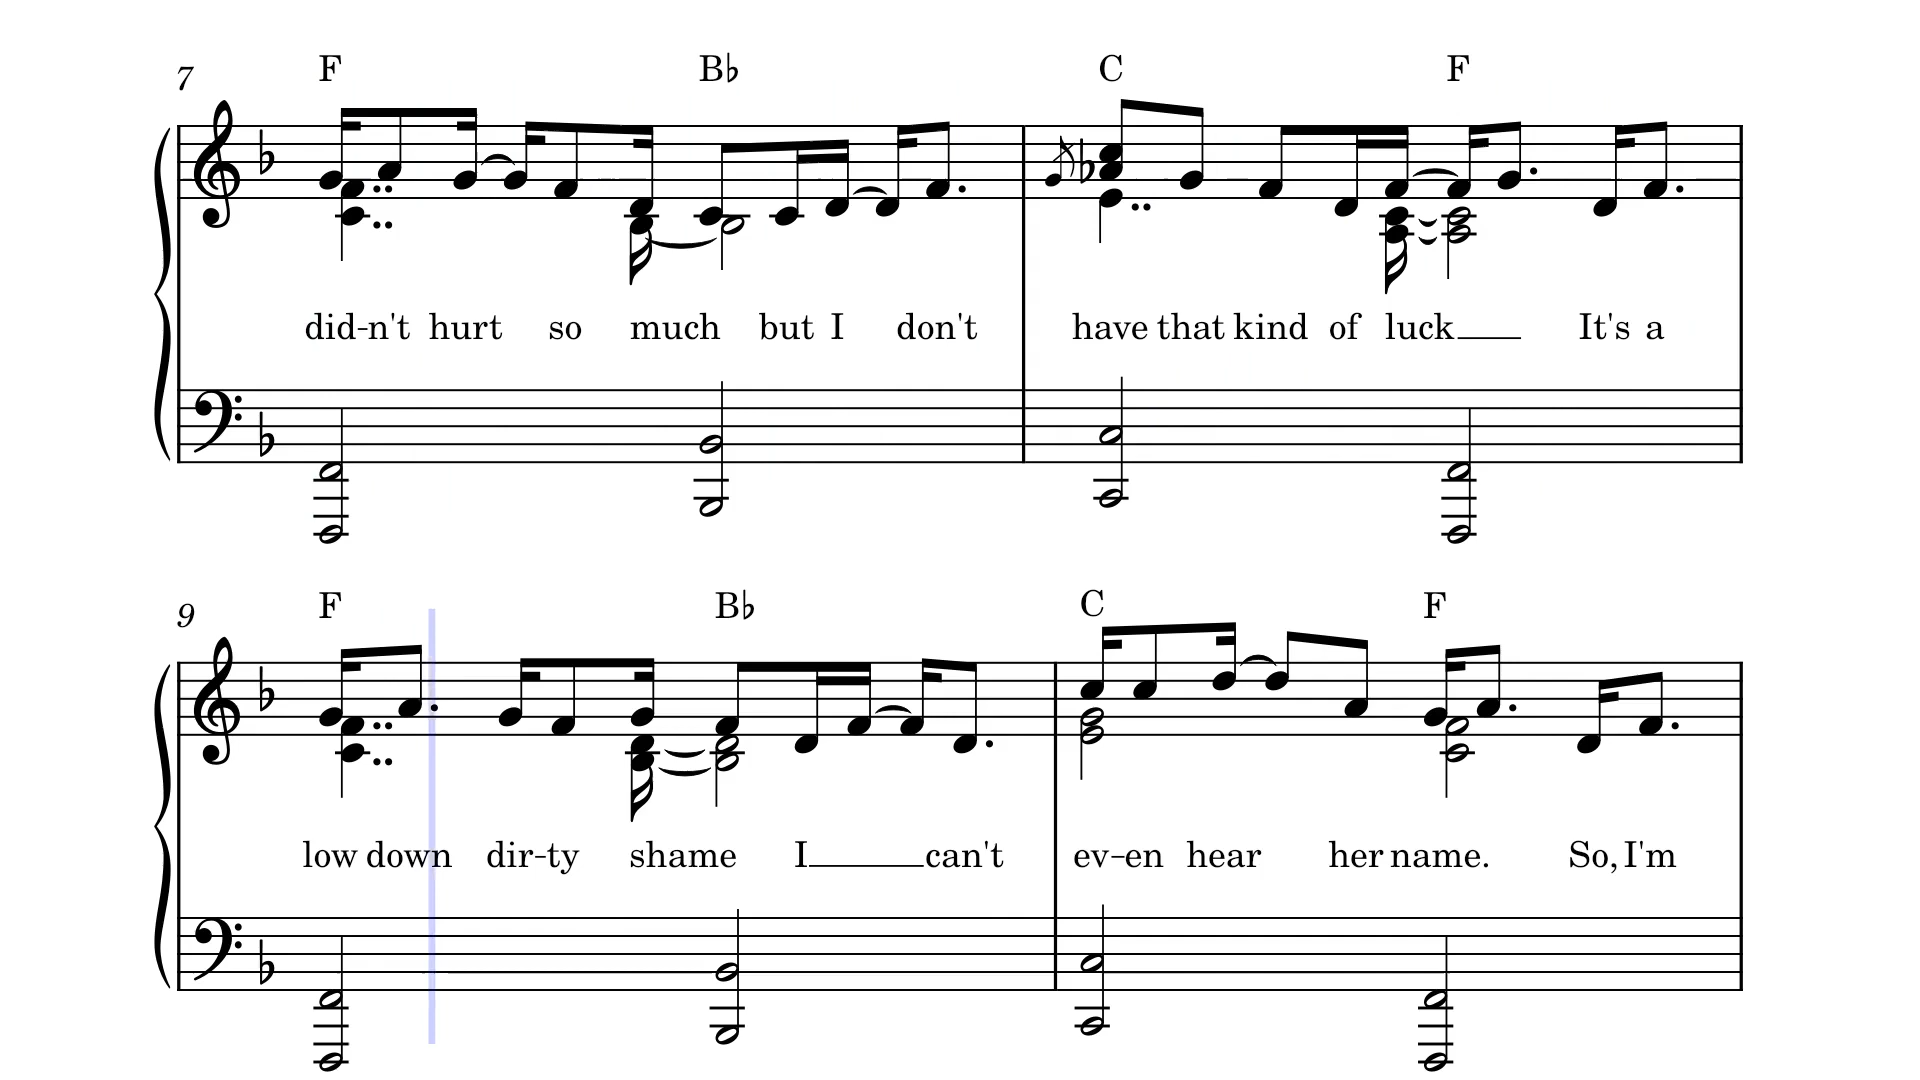 7 F B♭ C F
did-n't hurt so much but I don't have that kind of luck It's a
9 F B♭ C F
low down dir-ty shame I can't ev-en hear her name. So, I'm